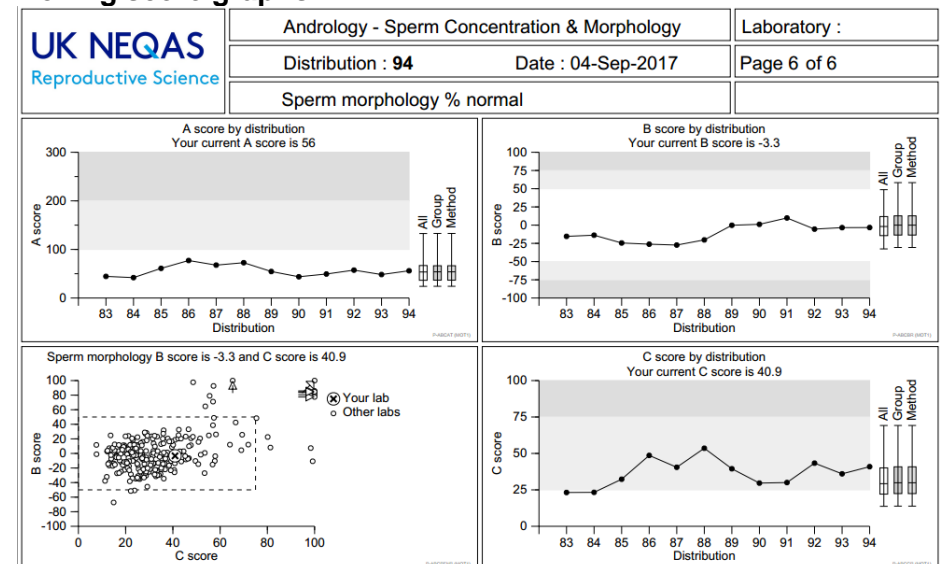 UK NEQAS
Reproductive Science
Andrology - Sperm Concentration & Morphology
Laboratory :
Distribution : 94
Date : 04-Sep-2017
Page 6 of 6
Sperm morphology % normal
A score by distribution
Your current A score is 56
300
200
100
0
A score
83 84 85 86 87 88 89 90 91 92 93 94
Distribution
All
Group
Method
B score by distribution
Your current B score is -3.3
100
75
50
25
0
-25
-50
-75
-100
B score
83 84 85 86 87 88 89 90 91 92 93 94
Distribution
All
Group
Method
Sperm morphology B score is -3.3 and C score is 40.9
100
80
60
40
20
0
-20
-40
-60
-80
-100
B score
0 20 40 60 80 100
C score
Your lab
Other labs
C score by distribution
Your current C score is 40.9
100
75
50
25
0
C score
83 84 85 86 87 88 89 90 91 92 93 94
Distribution
All
Group
Method